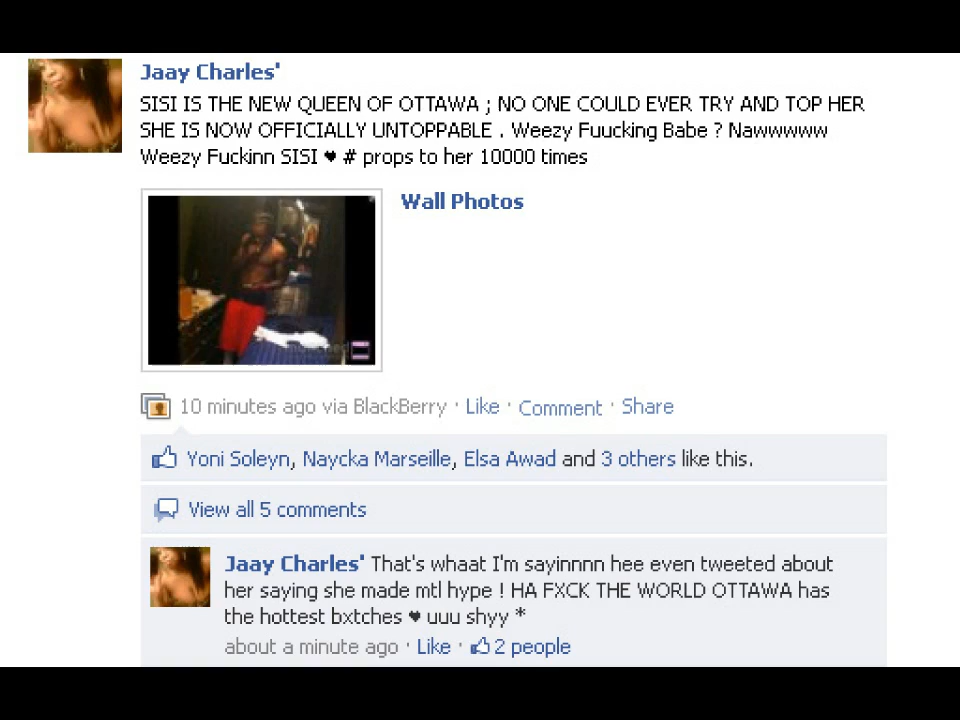 Jaay Charles'
SISI IS THE NEW QUEEN OF OTTAWA ; NO ONE COULD EVER TRY AND TOP HER
SHE IS NOW OFFICIALLY UNTOPPABLE . Weezy Fuucking Babe ? Nawwwww
Weezy Fuckinn SISI ♥ # props to her 10000 times
Wall Photos
10 minutes ago via BlackBerry · Like · Comment · Share
Yoni Soleyn, Naycka Marseille, Elsa Awad and 3 others like this.
View all 5 comments
Jaay Charles' That's whaat I'm sayinnnn hee even tweeted about
her saying she made mtl hype ! HA FXCK THE WORLD OTTAWA has
the hottest bxtches ♥ uuu shyy *
about a minute ago · Like · 2 people